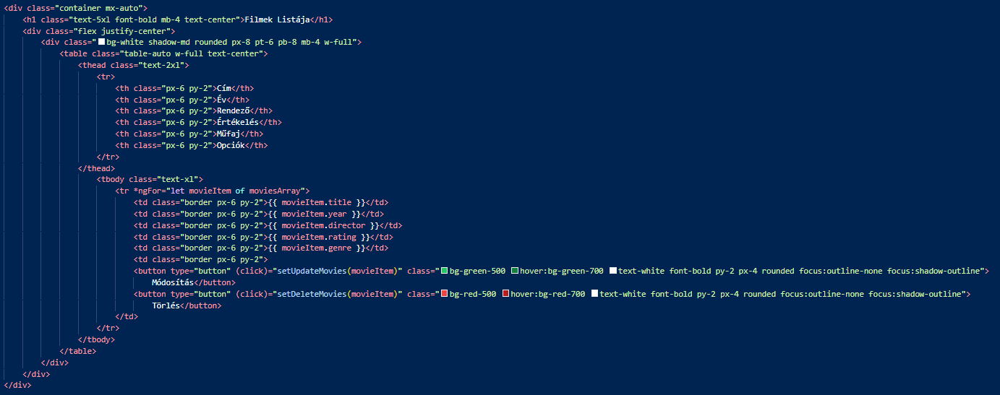 <div class="container mx-auto">
    <h1 class="text-5xl font-bold mb-4 text-center">Filmek Listája</h1>
    <div class="flex justify-center">
        <div class="bg-white shadow-md rounded px-8 pt-6 pb-8 mb-4 w-full">
            <table class="table-auto w-full text-center">
                <thead class="text-2xl">
                    <tr>
                        <th class="px-6 py-2">Cím</th>
                        <th class="px-6 py-2">Év</th>
                        <th class="px-6 py-2">Rendező</th>
                        <th class="px-6 py-2">Értékelés</th>
                        <th class="px-6 py-2">Műfaj</th>
                        <th class="px-6 py-2">Opciók</th>
                    </tr>
                </thead>
                    <tbody class="text-xl">
                        <tr *ngFor="let movieItem of moviesArray">
                            <td class="border px-6 py-2">{{ movieItem.title }}</td>
                            <td class="border px-6 py-2">{{ movieItem.year }}</td>
                            <td class="border px-6 py-2">{{ movieItem.director }}</td>
                            <td class="border px-6 py-2">{{ movieItem.rating }}</td>
                            <td class="border px-6 py-2">{{ movieItem.genre }}</td>
                            <td class="border px-6 py-2">
                            <button type="button" (click)="setUpdateMovies(movieItem)" class="bg-green-500 hover:bg-green-700 text-white font-bold py-2 px-4 rounded focus:outline-none focus:shadow-outline">
                                Módosítás</button>
                            <button type="button" (click)="setDeleteMovies(movieItem)" class="bg-red-500 hover:bg-red-700 text-white font-bold py-2 px-4 rounded focus:outline-none focus:shadow-outline">
                                Törlés</button>
                        </td>
                    </tr>
                </tbody>
            </table>
        </div>
    </div>
</div>